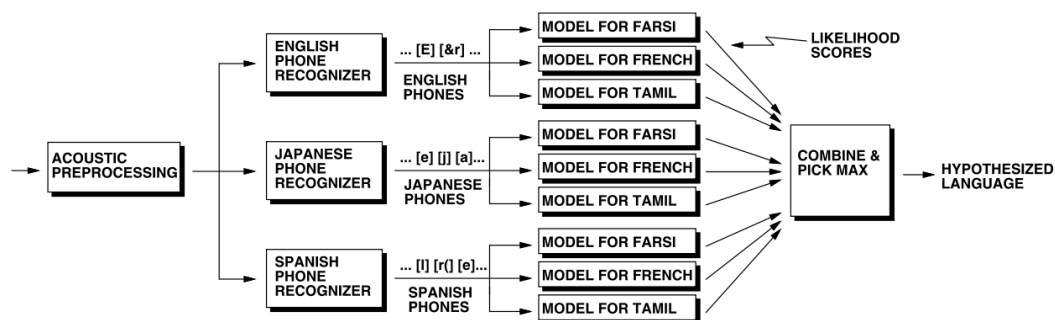 ENGLISH
PHONE
RECOGNIZER
... [E] [&r] ...
ENGLISH
PHONES
MODEL FOR FARSI
MODEL FOR FRENCH
MODEL FOR TAMIL
LIKELIHOOD
SCORES
ACOUSTIC
PREPROCESSING
JAPANESE
PHONE
RECOGNIZER
... [e] [j] [a]...
JAPANESE
PHONES
MODEL FOR FARSI
MODEL FOR FRENCH
MODEL FOR TAMIL
COMBINE &
PICK MAX
HYPOTHESIZED
LANGUAGE
SPANISH
PHONE
RECOGNIZER
... [l] [r(] [e]...
SPANISH
PHONES
MODEL FOR FARSI
MODEL FOR FRENCH
MODEL FOR TAMIL